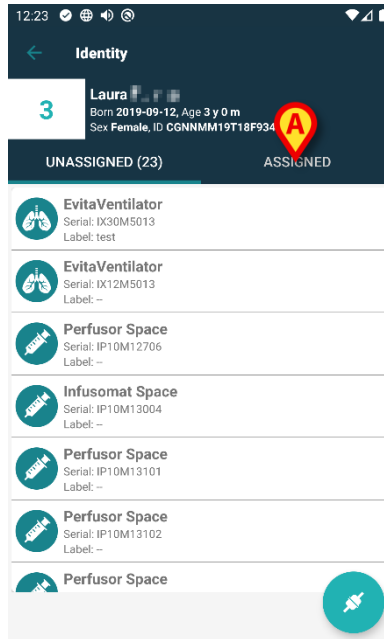 12:23
Identity
3
Laura
Born 2019-09-12, Age 3 y 0 m
Sex Female, ID CGNNMM19T18F934
A
UNASSIGNED (23)
ASSIGNED
EvitaVentilator
Serial: IX30M5013
Label: test
EvitaVentilator
Serial: IX12M5013
Label: --
Perfusor Space
Serial: IP10M12706
Label: --
Infusomat Space
Serial: IP10M13004
Label: --
Perfusor Space
Serial: IP10M13101
Label: --
Perfusor Space
Serial: IP10M13102
Label: --
Perfusor Space